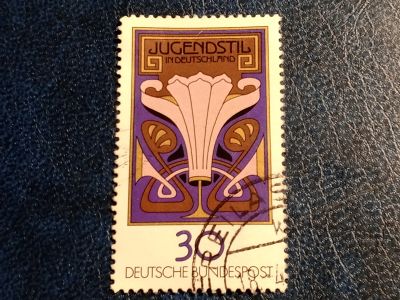 JUGENDSTIL
IN DEUTSCHLAND
30
DEUTSCHE BUNDESPOST